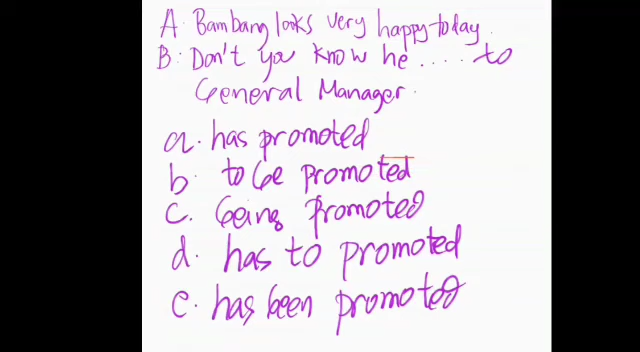 A. Bambang looks very happy today.
B: Don't you know he .... to
General Manager.
a. has promoted
b. to be promoted
c. being promoted
d. has to promoted
e. has been promoted